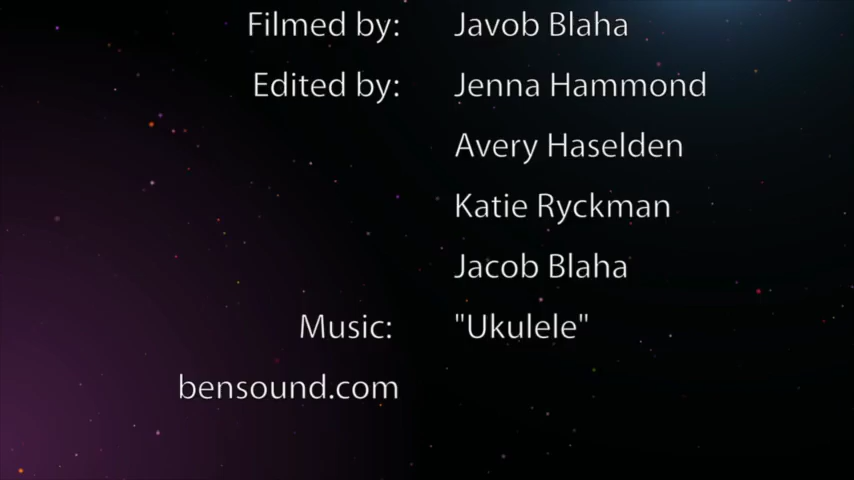 Filmed by: Javob Blaha
Edited by: Jenna Hammond
Avery Haselden
Katie Ryckman
Jacob Blaha
Music: "Ukulele"
bensound.com